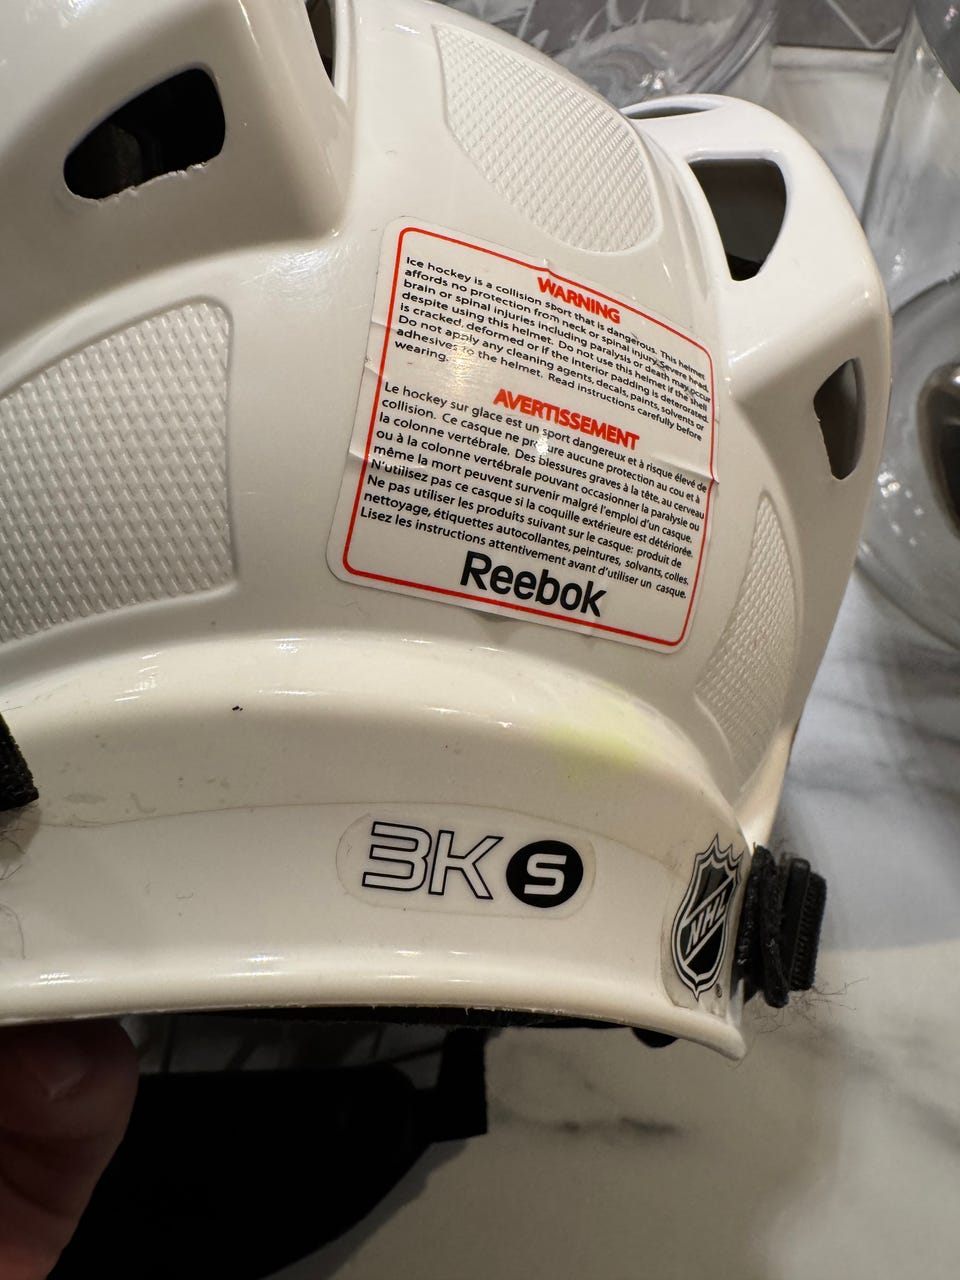 WARNING
Ice hockey is a collision sport that is dangerous. This helmet
affords no protection from neck or spinal injury. Severe head,
brain or spinal injuries including paralysis or death may occur
despite using this helmet. Do not use this helmet if the shell
is cracked, deformed or if the interior padding is deteriorated.
Do not apply any cleaning agents, decals, paints, solvents or
adhesives to the helmet. Read instructions carefully before
wearing.
AVERTISSEMENT
Le hockey sur glace est un sport dangereux et à risque élevé de
collision. Ce casque ne procure aucune protection au cou et à
la colonne vertébrale. Des blessures graves à la tête, au cerveau
ou à la colonne vertébrale pouvant occasionner la paralysie ou
même la mort peuvent survenir malgré l'emploi d'un casque.
N'utilisez pas ce casque si la coquille extérieure est détériorée.
Ne pas utiliser les produits suivant sur le casque: produit de
nettoyage, étiquettes autocollantes, peintures, solvants, colles.
Lisez les instructions attentivement avant d'utiliser un casque.
Reebok
3K S
NHL
®